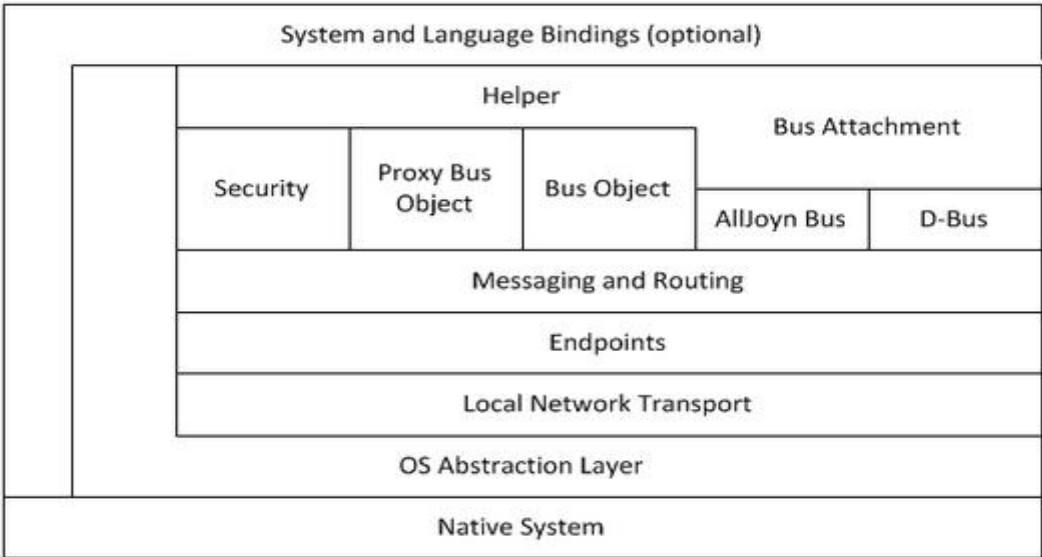 System and Language Bindings (optional)
Helper
Bus Attachment
Security
Proxy Bus
Object
Bus Object
AllJoyn Bus
D-Bus
Messaging and Routing
Endpoints
Local Network Transport
OS Abstraction Layer
Native System